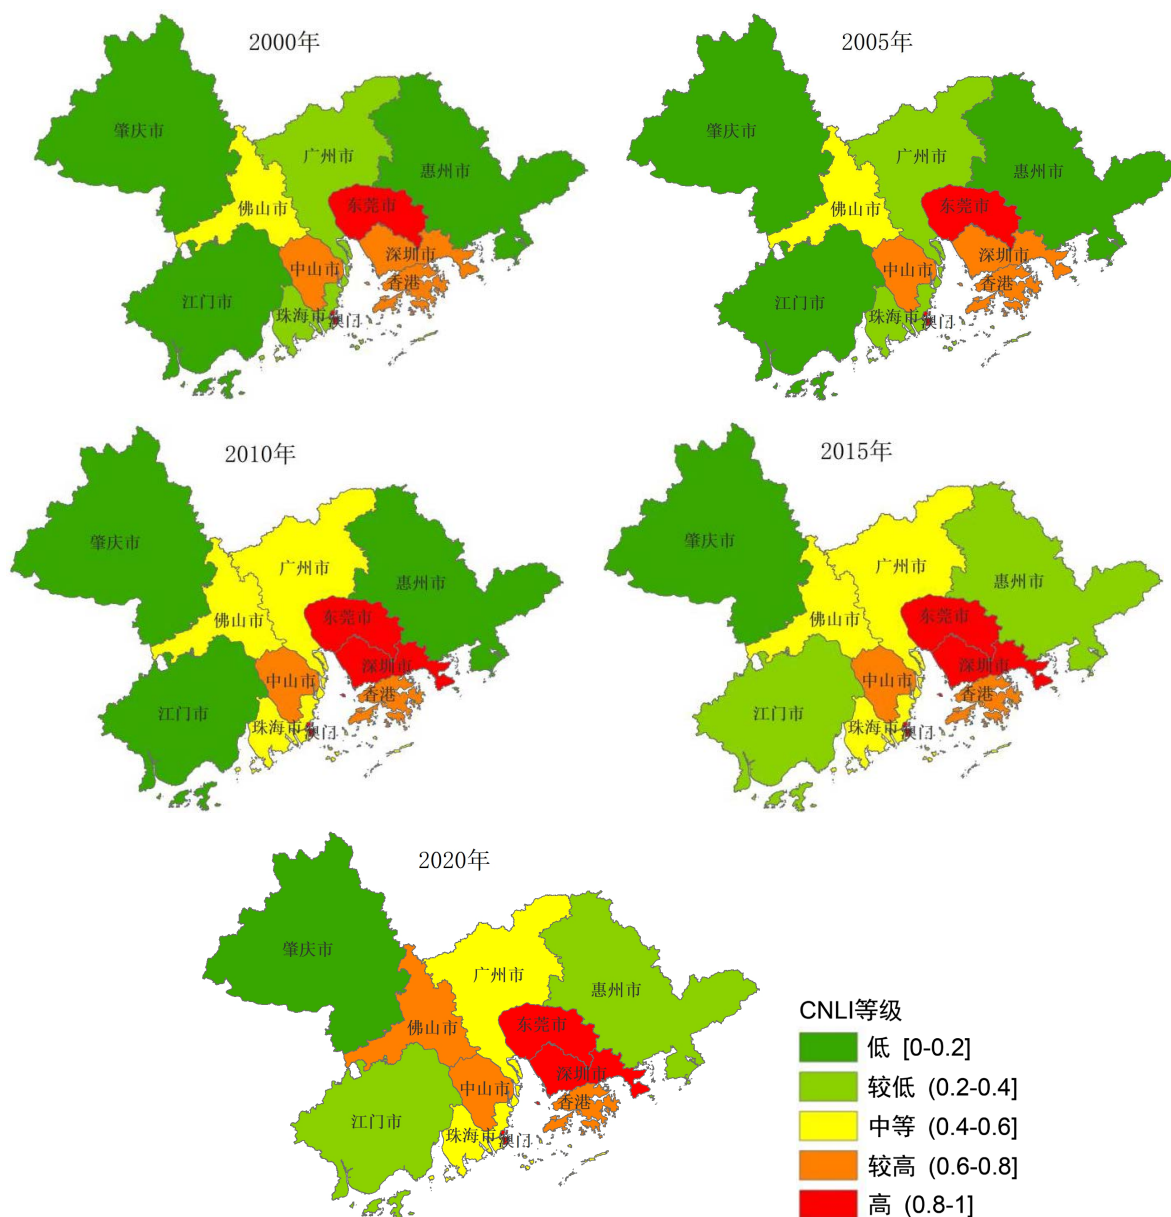 2000年
肇庆市
广州市
惠州市
佛山市
东莞市
深圳市
中山市
香港
江门市
珠海市
澳门
2005年
肇庆市
广州市
惠州市
佛山市
东莞市
深圳市
中山市
香港
江门市
珠海市
澳门
2010年
肇庆市
广州市
惠州市
佛山市
东莞市
深圳市
中山市
香港
江门市
珠海市
澳门
2015年
肇庆市
广州市
惠州市
佛山市
东莞市
深圳市
中山市
香港
江门市
珠海市
澳门
2020年
肇庆市
广州市
惠州市
佛山市
东莞市
深圳市
中山市
香港
江门市
珠海市
澳门
CNLI等级
低 [0-0.2]
较低 (0.2-0.4]
中等 (0.4-0.6]
较高 (0.6-0.8]
高 (0.8-1]